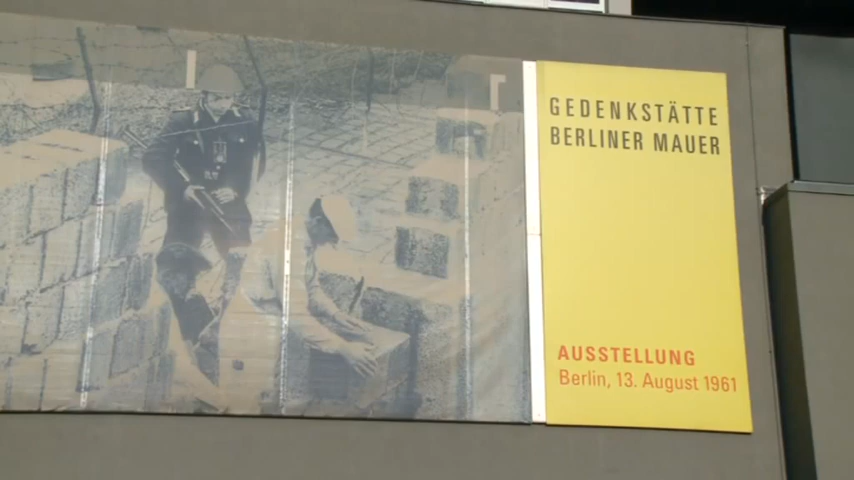 GEDENKSTÄTTE
BERLINER MAUER
AUSSTELLUNG
Berlin, 13. August 1961